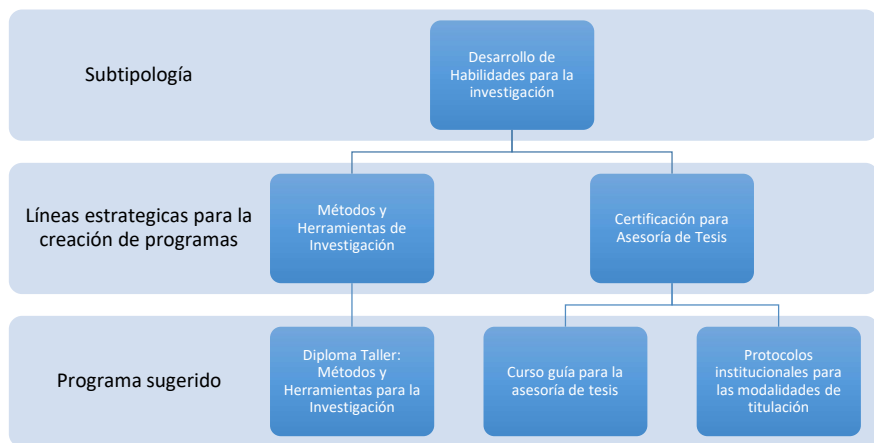 Subtipología
Desarrollo de
Habilidades para la
investigación
Líneas estrategicas para la
creación de programas
Métodos y
Herramientas de
Investigación
Certificación para
Asesoría de Tesis
Programa sugerido
Diploma Taller:
Métodos y
Herramientas para la
Investigación
Curso guía para la
asesoría de tesis
Protocolos
institucionales para
las modalidades de
titulación